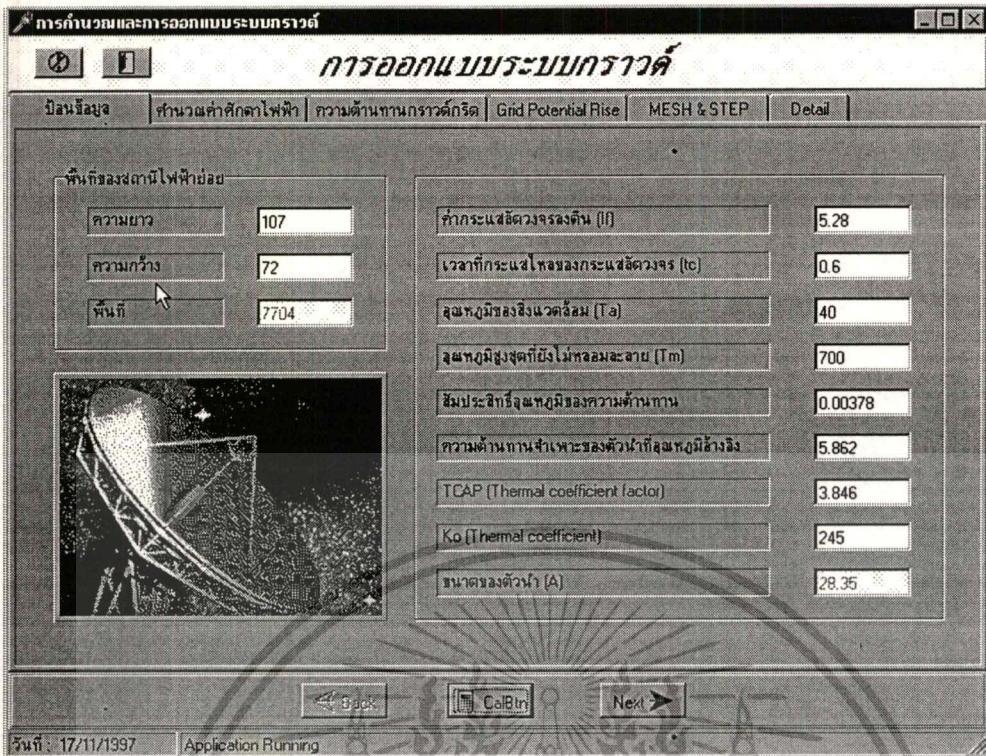 การคำนวณและการออกแบบระบบกราวด์
การออกแบบระบบกราวด์
ป้อนข้อมูล
คำนวณค่าศักดาไฟฟ้า
ความต้านทานกราวด์กริด
Grid Potential Rise
MESH & STEP
Detail
พื้นที่ของสถานีไฟฟ้าย่อย
ความยาว 107
ความกว้าง 72
พื้นที่ 7704
ค่ากระแสลัดวงจรลงดิน (If) 5.28
เวลาที่กระแสไหลของกระแสลัดวงจร (tc) 0.6
อุณหภูมิของสิ่งแวดล้อม (Ta) 40
อุณหภูมิสูงสุดที่ยังไม่หลอมละลาย (Tm) 700
สัมประสิทธิ์อุณหภูมิของความต้านทาน 0.00378
ความต้านทานจำเพาะของตัวนำที่อุณหภูมิอ้างอิง 5.862
TCAP (Thermal coefficient factor) 3.846
Ko (Thermal coefficient) 245
ขนาดของตัวนำ (A) 28.35
Back
CalBtn
Next
วันที่ : 17/11/1997
Application Running